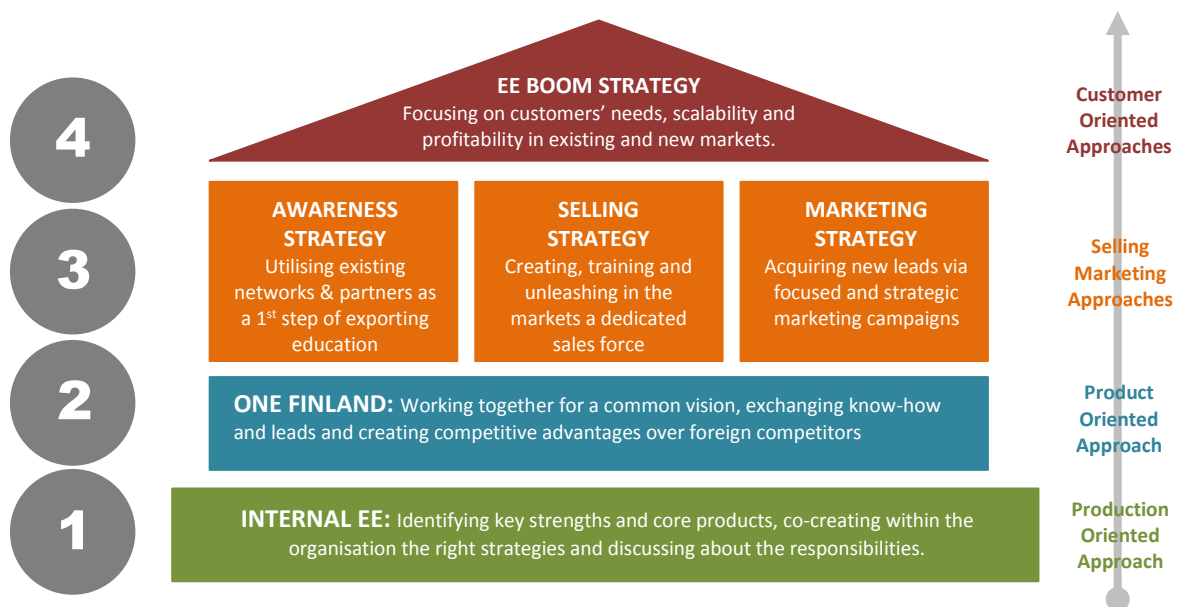 4
EE BOOM STRATEGY
Focusing on customers’ needs, scalability and
profitability in existing and new markets.
Customer
Oriented
Approaches
3
AWARENESS
STRATEGY
Utilising existing
networks & partners as
a 1st step of exporting
education
SELLING
STRATEGY
Creating, training and
unleashing in the
markets a dedicated
sales force
MARKETING
STRATEGY
Acquiring new leads via
focused and strategic
marketing campaigns
Selling
Marketing
Approaches
2
ONE FINLAND: Working together for a common vision, exchanging know-how
and leads and creating competitive advantages over foreign competitors
Product
Oriented
Approach
1
INTERNAL EE: Identifying key strengths and core products, co-creating within the
organisation the right strategies and discussing about the responsibilities.
Production
Oriented
Approach